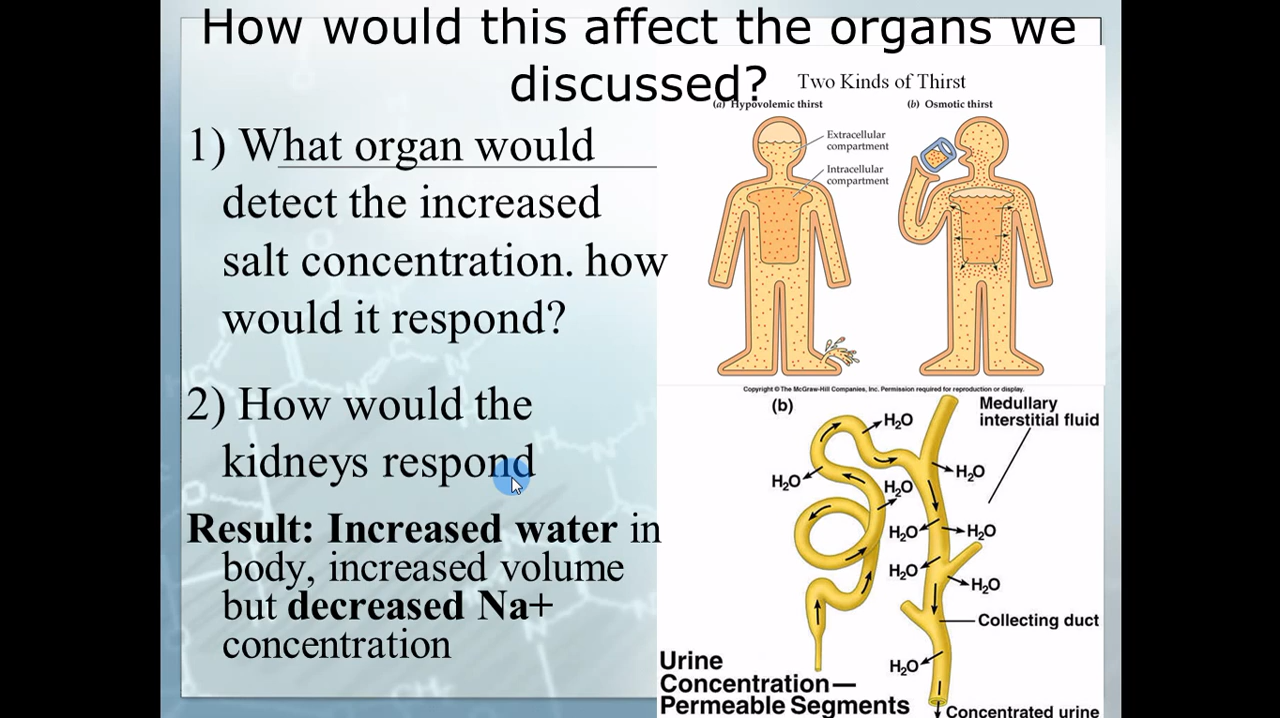 How would this affect the organs we
discussed?
Two Kinds of Thirst
(a) Hypovolemic thirst
(b) Osmotic thirst
Extracellular
compartment
Intracellular
compartment
1) What organ would
detect the increased
salt concentration. how
would it respond?
2) How would the
kidneys respond
Result: Increased water in
body, increased volume
but decreased Na+
concentration
Copyright © The McGraw-Hill Companies, Inc. Permission required for reproduction or display.
(b)
Medullary
interstitial fluid
H2O
H2O
H2O
H2O
H2O
H2O
H2O
H2O
H2O
Collecting duct
Urine
Concentration—
Permeable Segments
Concentrated urine